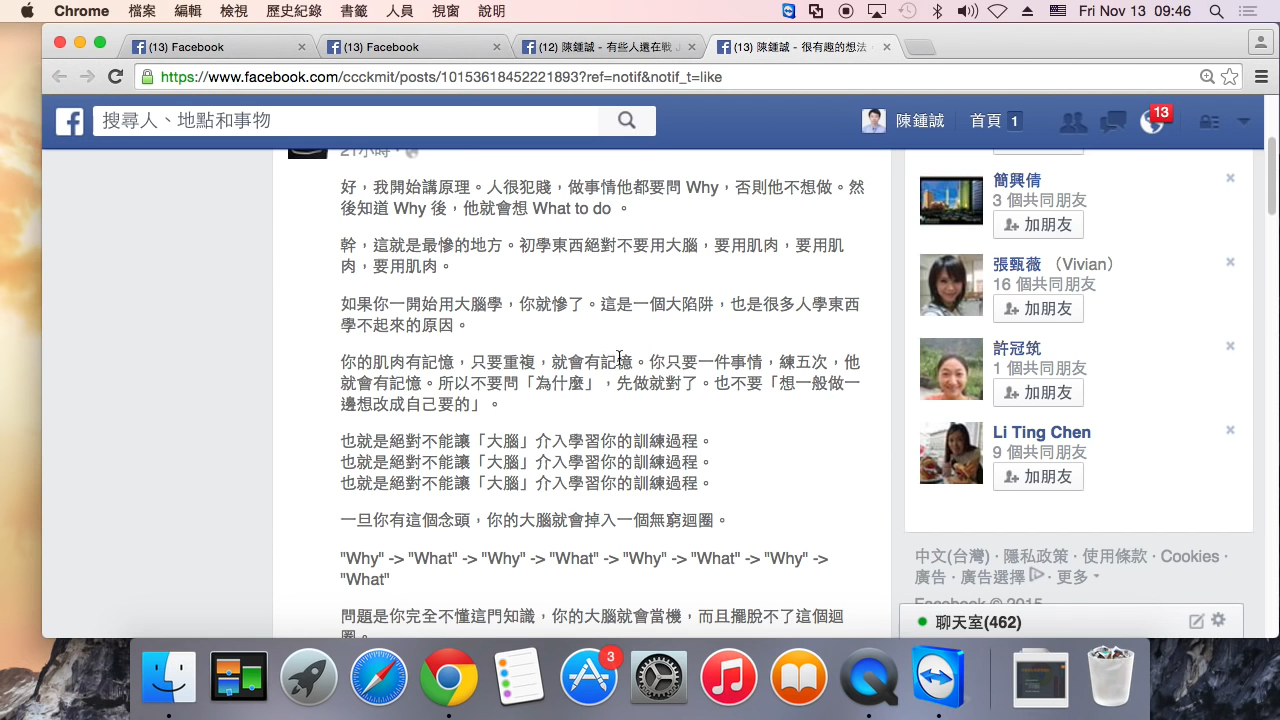 Chrome 檔案 編輯 檢視 歷史紀錄 書籤 人員 視窗 說明 Fri Nov 13 09:46
(13) Facebook (13) Facebook (12) 陳鍾誠 - 有些人還在戰 (13) 陳鍾誠 - 很有趣的想法
https://www.facebook.com/ccckmit/posts/10153618452221893?ref=notif&notif_t=like
搜尋人、地點和事物 陳鍾誠 首頁 1 13
21小時
好，我開始講原理。人很犯賤，做事情他都要問 Why，否則他不想做。然
後知道 Why 後，他就會想 What to do 。
幹，這就是最慘的地方。初學東西絕對不要用大腦，要用肌肉，要用肌
肉，要用肌肉。
如果你一開始用大腦學，你就慘了。這是一個大陷阱，也是很多人學東西
學不起來的原因。
你的肌肉有記憶，只要重複，就會有記憶。你只要一件事情，練五次，他
就會有記憶。所以不要問「為什麼」，先做就對了。也不要「想一般做一
邊想改成自己要的」。
也就是絕對不能讓「大腦」介入學習你的訓練過程。
也就是絕對不能讓「大腦」介入學習你的訓練過程。
也就是絕對不能讓「大腦」介入學習你的訓練過程。
一旦你有這個念頭，你的大腦就會掉入一個無窮迴圈。
"Why" -> "What" -> "Why" -> "What" -> "Why" -> "What" -> "Why" ->
"What"
問題是你完全不懂這門知識，你的大腦就會當機，而且擺脫不了這個迴
圈。
簡興倩
3 個共同朋友
加朋友
張甄薇 （Vivian）
16 個共同朋友
加朋友
許冠筑
1 個共同朋友
加朋友
Li Ting Chen
9 個共同朋友
加朋友
中文(台灣) · 隱私政策 · 使用條款 · Cookies ·
廣告 · 廣告選擇 · 更多
Facebook © 2015
聊天室(462)
3